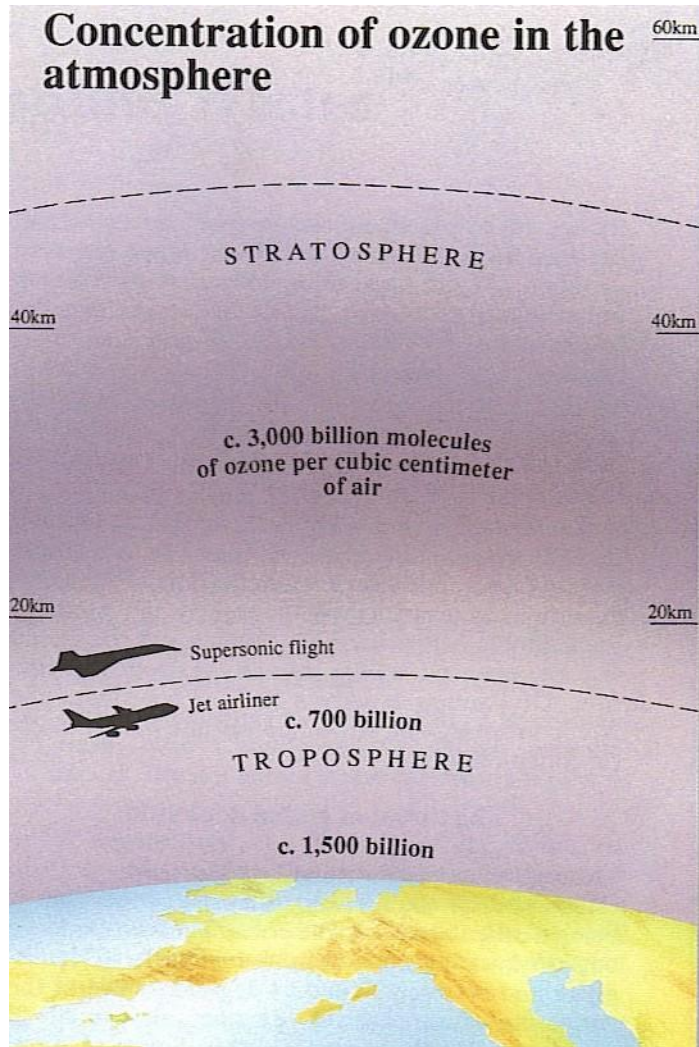 Concentration of ozone in the
atmosphere
60km
STRATOSPHERE
40km
40km
c. 3,000 billion molecules
of ozone per cubic centimeter
of air
20km
20km
Supersonic flight
Jet airliner
c. 700 billion
TROPOSPHERE
c. 1,500 billion